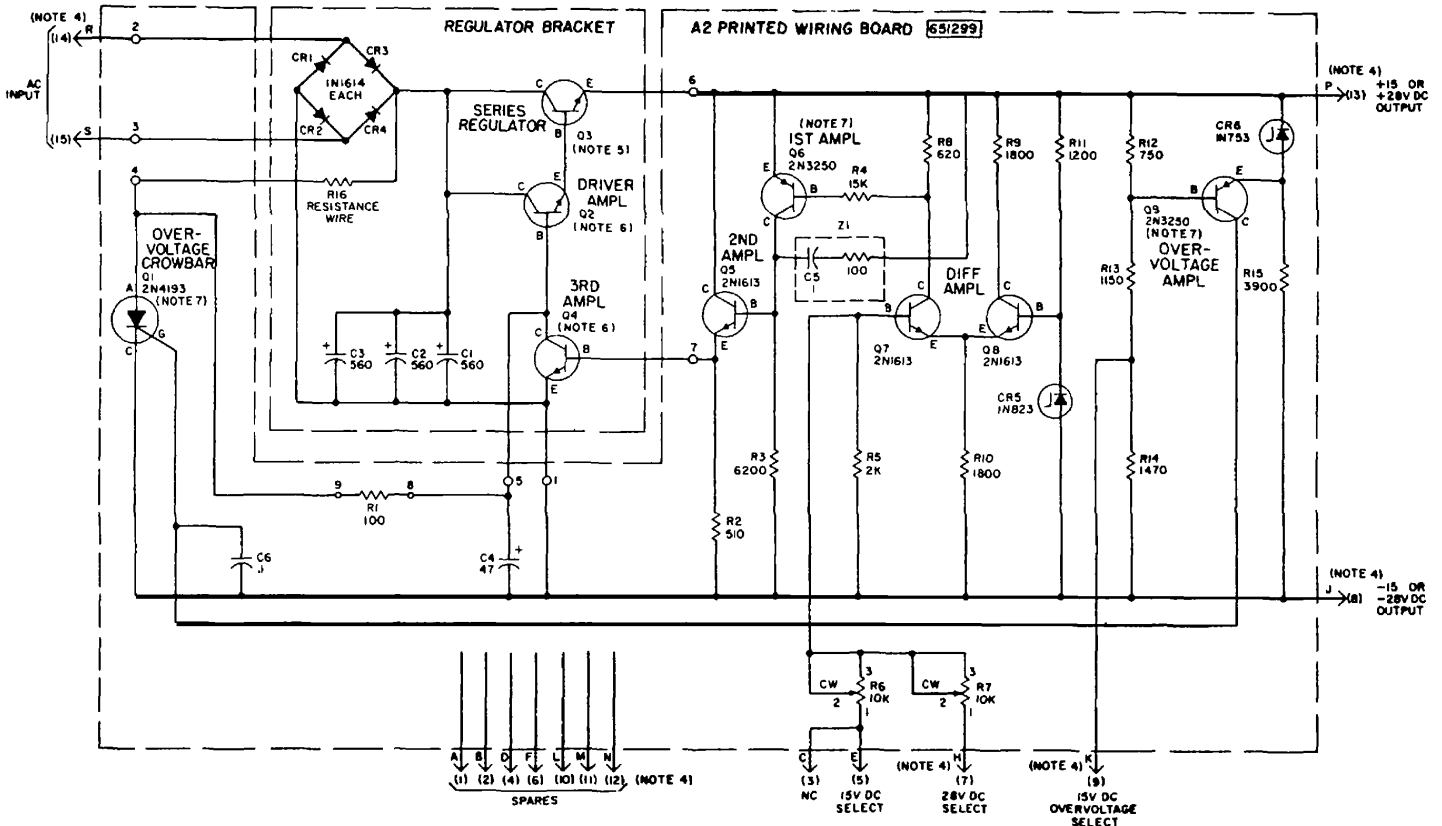 (NOTE 4)
R
(14)
2
AC
INPUT
(15)
S
3
4
REGULATOR BRACKET
A2 PRINTED WIRING BOARD 651299
CR1
CR3
1N1614
EACH
CR2
CR4
C
E
SERIES
REGULATOR
B
Q3
(NOTE 5)
R16
RESISTANCE
WIRE
C
E
DRIVER
AMPL
Q2
(NOTE 6)
B
OVER-
VOLTAGE
CROWBAR
Q1
2N4193
(NOTE 7)
A
G
C
3RD
AMPL
Q4
(NOTE 6)
C
B
E
+
C3
560
+
C2
560
+
C1
560
6
7
(NOTE 7)
1ST AMPL
Q6
2N3250
E
B
C
R4
15K
R8
620
R9
1800
R11
1200
R12
750
CR6
1N753
(NOTE 4)
P
(13)
+15 OR
+28V DC
OUTPUT
Z1
C5
100
2ND
AMPL
Q5
2N1613
C
B
E
DIFF
AMPL
C
B
E
Q7
2N1613
C
B
E
Q8
2N1613
B
E
C
Q9
2N3250
(NOTE 7)
OVER-
VOLTAGE
AMPL
R13
1150
R15
3900
CR5
1N823
R3
6200
R5
2K
R10
1800
R14
1470
R2
510
9
8
R1
100
5
1
C6
C4
47
+
(NOTE 4)
J
(8)
-15 OR
-28V DC
OUTPUT
CW
2
3
R6
10K
1
CW
2
3
R7
10K
1
A
B
D
F
L
M
N
(1)
(2)
(4)
(6)
(10)
(11)
(12)
(NOTE 4)
SPARES
C
(3)
NC
E
(5)
15V DC
SELECT
(NOTE 4)
H
(7)
28V DC
SELECT
(NOTE 4)
K
(9)
15V DC
OVERVOLTAGE
SELECT